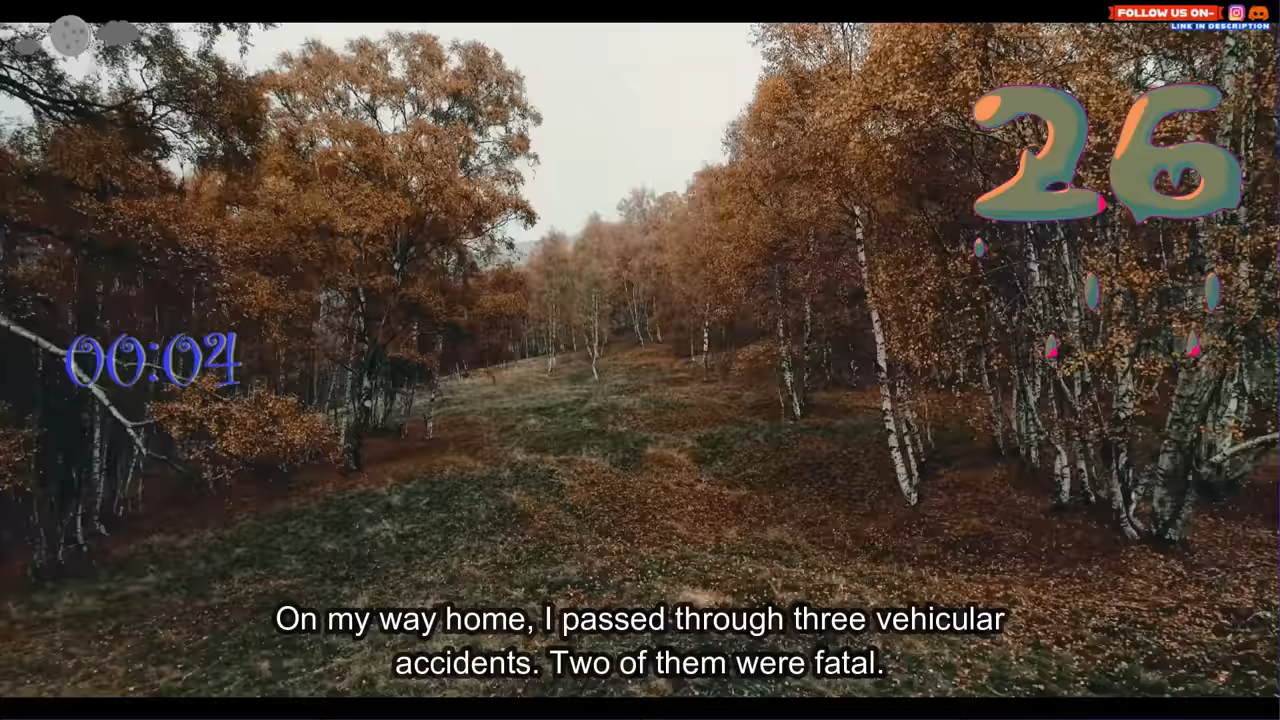 FOLLOW US ON-
LINK IN DESCRIPTION
26
00:04
On my way home, I passed through three vehicular
accidents. Two of them were fatal.